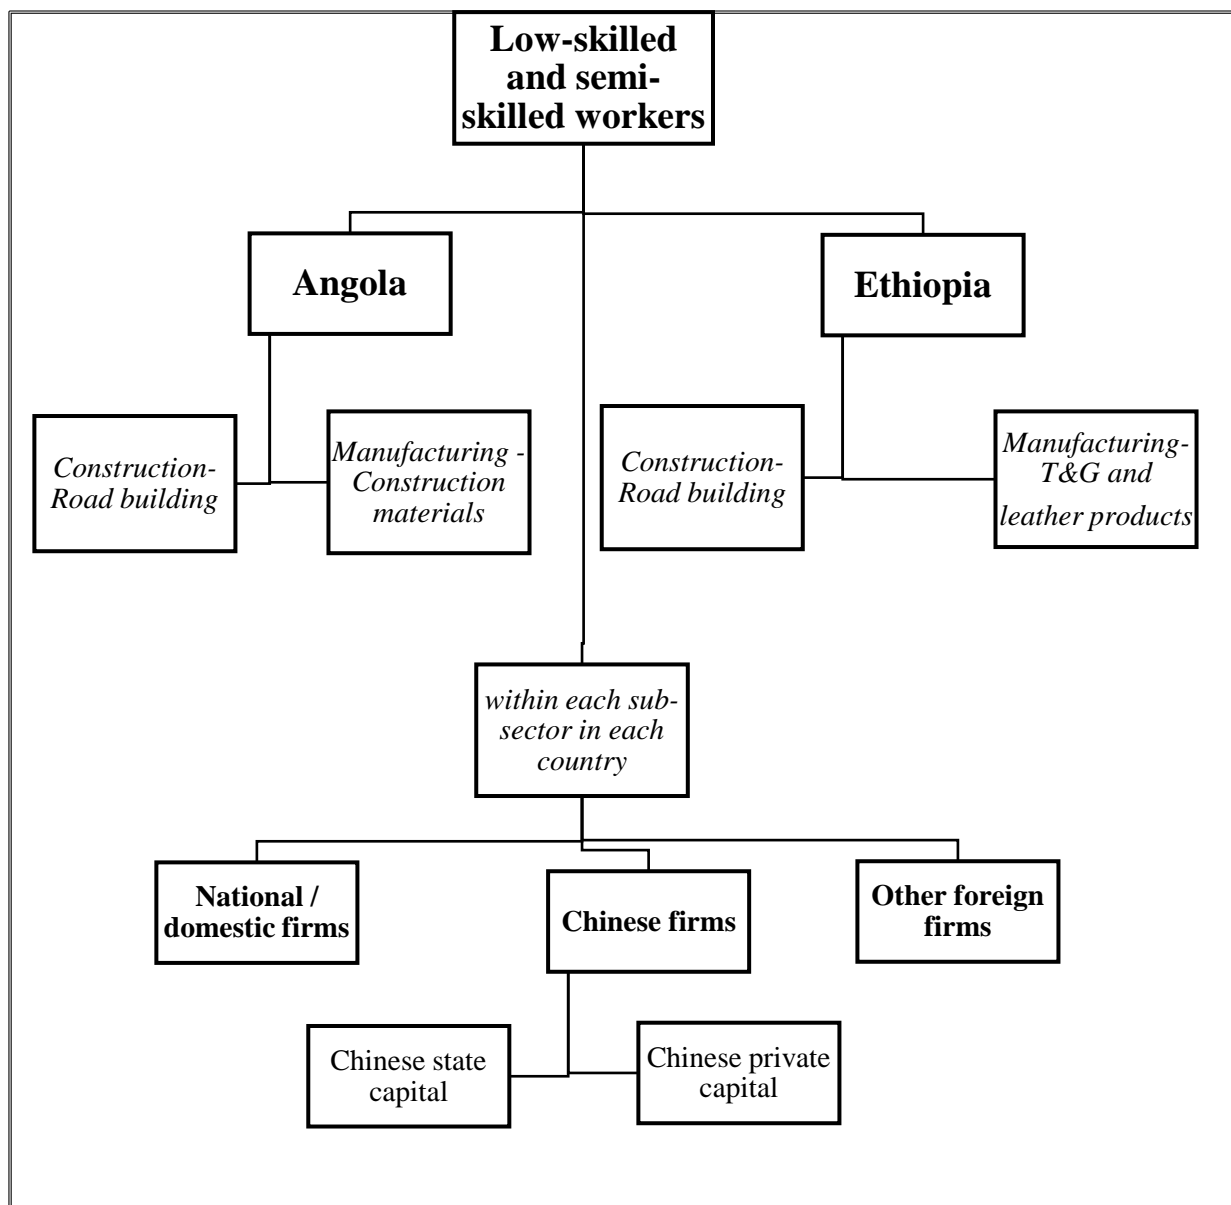 Low-skilled
and semi-
skilled workers
Angola
Ethiopia
Construction-
Road building
Manufacturing -
Construction
materials
Construction-
Road building
Manufacturing-
T&G and
leather products
within each sub-
sector in each
country
National /
domestic firms
Chinese firms
Other foreign
firms
Chinese state
capital
Chinese private
capital